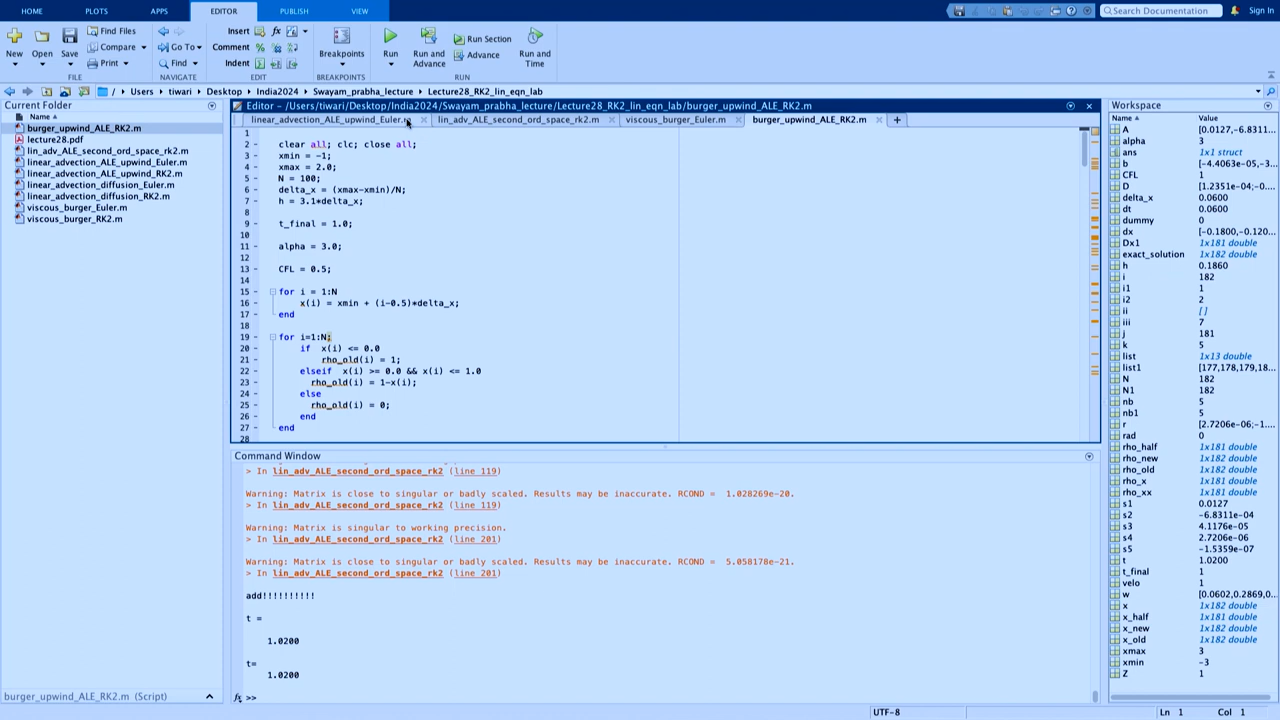 HOME PLOTS APPS EDITOR PUBLISH VIEW Search Documentation Sign In
New Open Save Find Files Compare Print Go To Find Insert Comment Indent Breakpoints Run Run and Advance Run Section Advance Run and Time
FILE NAVIGATE EDIT BREAKPOINTS RUN
/ Users tiwari Desktop India2024 Swayam_prabha_lecture Lecture28_RK2_lin_eqn_lab
Current Folder
Name
burger_upwind_ALE_RK2.m
lecture28.pdf
lin_adv_ALE_second_ord_space_rk2.m
linear_advection_ALE_upwind_Euler.m
linear_advection_ALE_upwind_RK2.m
linear_advection_diffusion_Euler.m
linear_advection_diffusion_RK2.m
viscous_burger_Euler.m
viscous_burger_RK2.m
burger_upwind_ALE_RK2.m (Script)
Editor - /Users/tiwari/Desktop/India2024/Swayam_prabha_lecture/Lecture28_RK2_lin_eqn_lab/burger_upwind_ALE_RK2.m
linear_advection_ALE_upwind_Euler.m lin_adv_ALE_second_ord_space_rk2.m viscous_burger_Euler.m burger_upwind_ALE_RK2.m
1
2 - clear all; clc; close all;
3 - xmin = -1;
4 - xmax = 2.0;
5 - N = 100;
6 - delta_x = (xmax-xmin)/N;
7 - h = 3.1*delta_x;
8
9 - t_final = 1.0;
10
11 - alpha = 3.0;
12
13 - CFL = 0.5;
14
15 - for i = 1:N
16 - x(i) = xmin + (i-0.5)*delta_x;
17 - end
18
19 - for i=1:N;
20 - if x(i) <= 0.0
21 - rho_old(i) = 1;
22 - elseif x(i) >= 0.0 && x(i) <= 1.0
23 - rho_old(i) = 1-x(i);
24 - else
25 - rho_old(i) = 0;
26 - end
27 - end
28
Command Window
> In lin_adv_ALE_second_ord_space_rk2 (line 119)
Warning: Matrix is close to singular or badly scaled. Results may be inaccurate. RCOND = 1.028269e-20.
> In lin_adv_ALE_second_ord_space_rk2 (line 119)
Warning: Matrix is singular to working precision.
> In lin_adv_ALE_second_ord_space_rk2 (line 201)
Warning: Matrix is close to singular or badly scaled. Results may be inaccurate. RCOND = 5.058178e-21.
> In lin_adv_ALE_second_ord_space_rk2 (line 201)
add!!!!!!!!!!
t =
1.0200
t=
1.0200
fx >>
Workspace
Name Value
A [0.0127,-6.8311...
alpha 3
ans 1x1 struct
b [-4.4063e-05,-3...
CFL 1
D [1.2351e-04;-0....
delta_x 0.0600
dt 0.0600
dummy 0
dx [-0.1800,-0.120...
Dx1 1x181 double
exact_solution 1x182 double
h 0.1860
i 182
i1 1
i2 2
ii []
iii 7
j 181
k 5
list 1x13 double
list1 [177,178,179,18...
N 182
N1 182
nb 5
nb1 5
r [2.7206e-06;-1....
rad 0
rho_half 1x181 double
rho_new 1x182 double
rho_old 1x182 double
rho_x 1x181 double
rho_xx 1x181 double
s1 0.0127
s2 -6.8311e-04
s3 4.1176e-05
s4 2.7206e-06
s5 -1.5359e-07
t 1.0200
t_final 1
velo 1
w [0.0602,0.2869,0...
x 1x182 double
x_half 1x181 double
x_new 1x182 double
x_old 1x182 double
xmax 3
xmin -3
Z 1
UTF-8 Ln 1 Col 1